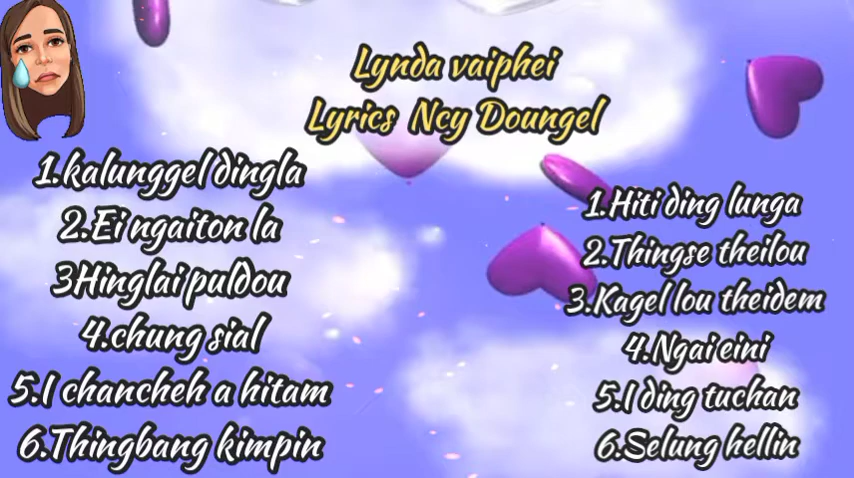 Lynda vaiphei
Lyrics Ncy Doungel
1.kalunggel dingla
2.Ei ngaiton la
3Hinglai puldou
4.chung sial
5.I chancheh a hitam
6.Thingbang kimpin
1.Hiti ding lunga
2.Thingse theilou
3.Kagel lou theidem
4.Ngai eini
5.I ding tuchan
6.Selung hellin